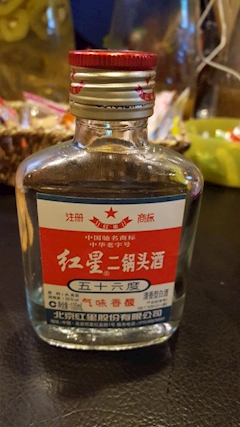 注册 商标
中国驰名商标
中华老字号
红星二锅头酒
五十六度
清香型白酒
气味香醇
北京红星股份有限公司